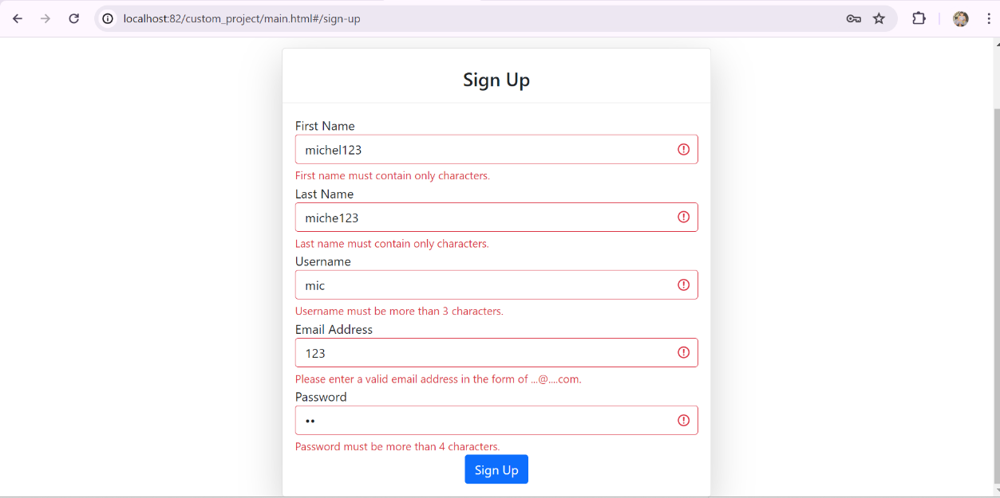 localhost:82/custom_project/main.html#/sign-up
Sign Up
First Name
michel123
First name must contain only characters.
Last Name
miche123
Last name must contain only characters.
Username
mic
Username must be more than 3 characters.
Email Address
123
Please enter a valid email address in the form of ...@....com.
Password
••
Password must be more than 4 characters.
Sign Up